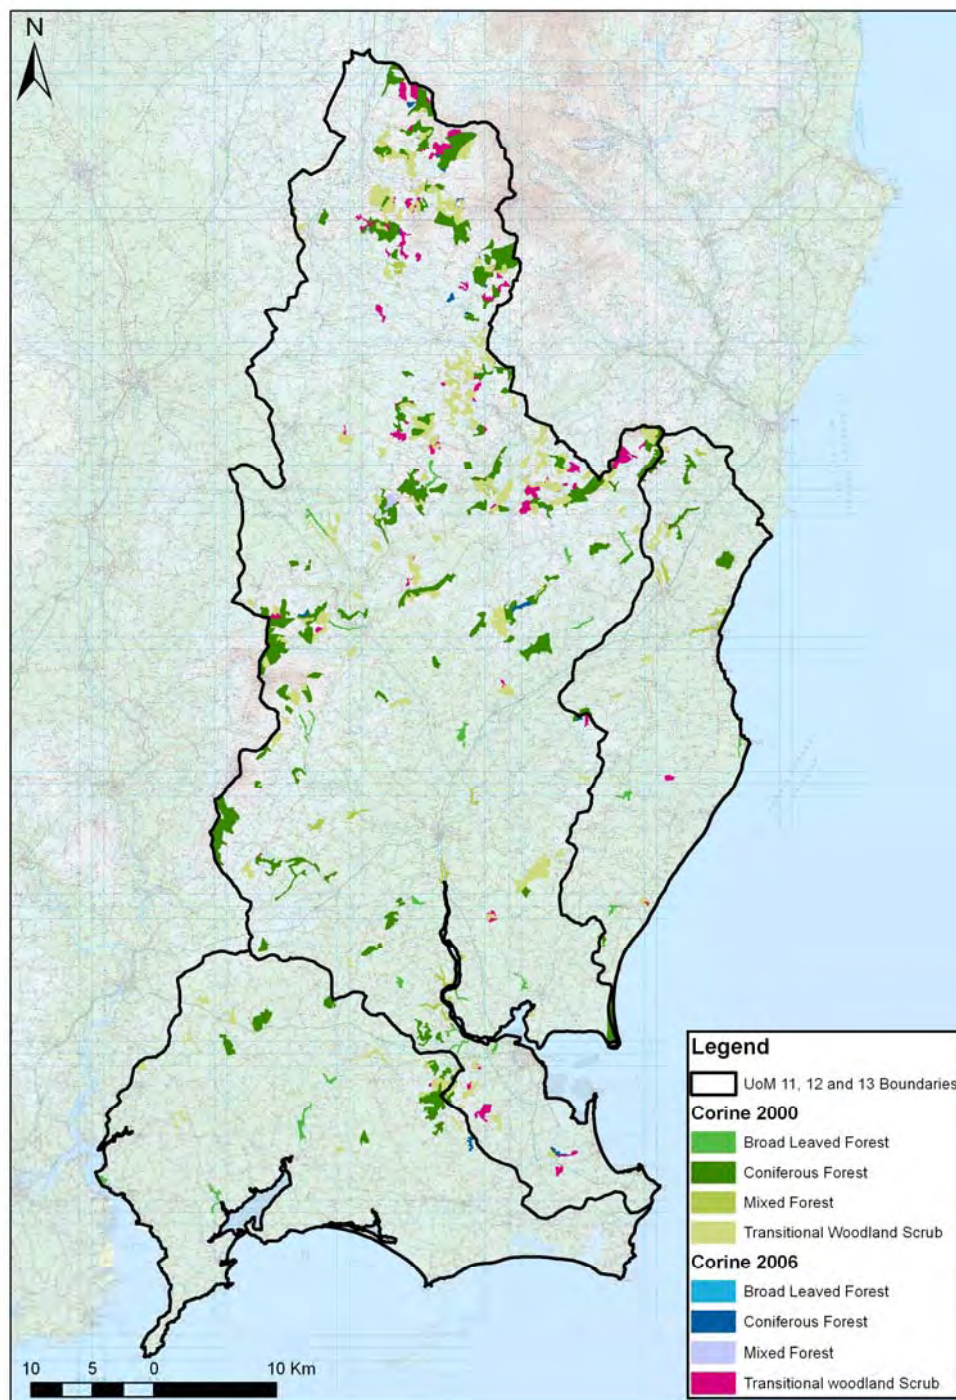 N
Legend
UoM 11, 12 and 13 Boundaries
Corine 2000
Broad Leaved Forest
Coniferous Forest
Mixed Forest
Transitional Woodland Scrub
Corine 2006
Broad Leaved Forest
Coniferous Forest
Mixed Forest
Transitional woodland Scrub
10 5 0 10 Km